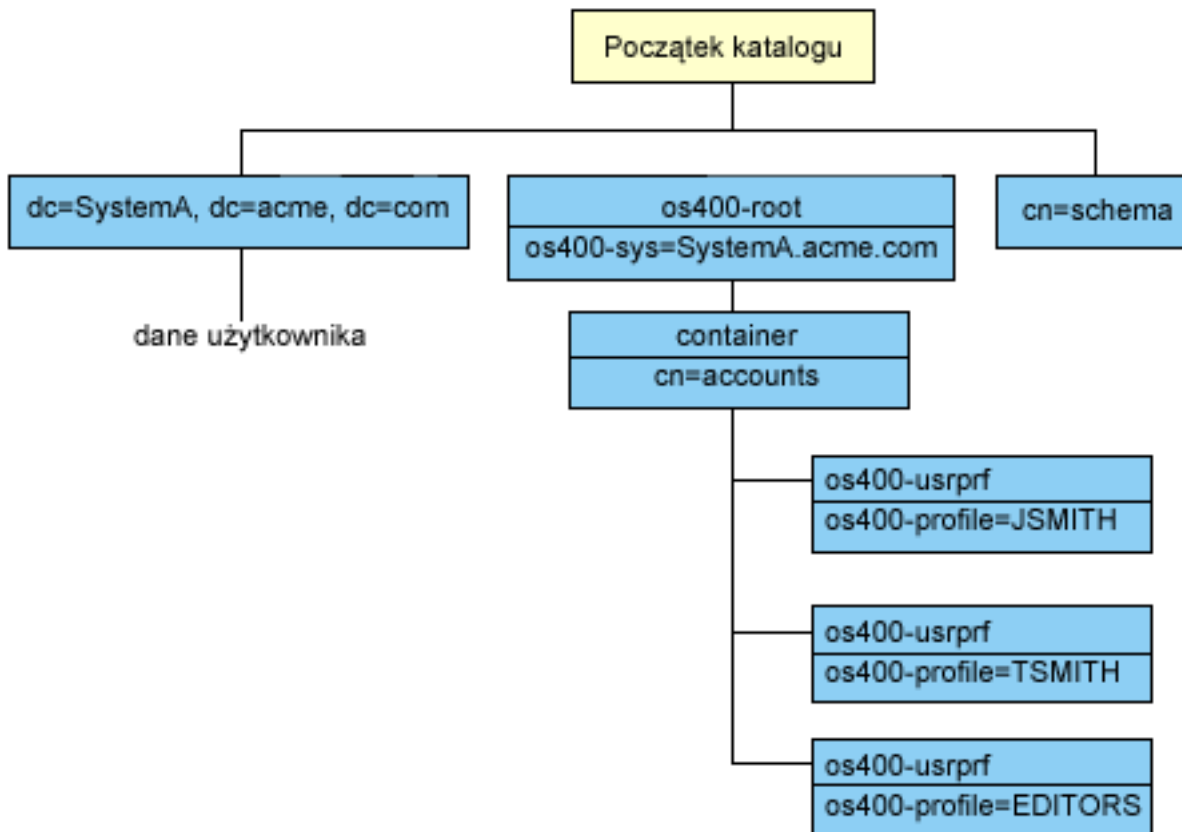 Początek katalogu
dc=SystemA, dc=acme, dc=com
os400-root
os400-sys=SystemA.acme.com
cn=schema
dane użytkownika
container
cn=accounts
os400-usrprf
os400-profile=JSMITH
os400-usrprf
os400-profile=TSMITH
os400-usrprf
os400-profile=EDITORS